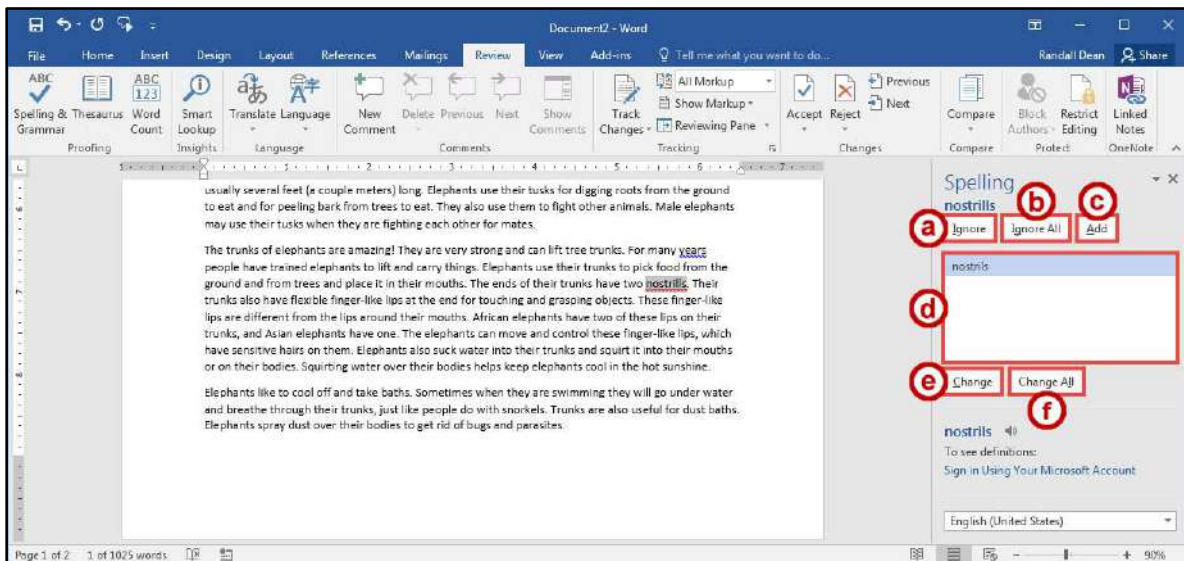 Document2 - Word
File Home Insert Design Layout References Mailings Review View Add-ins Tell me what you want to do... Randall Dean Share
ABC Spelling & Grammar
Thesaurus
ABC 123 Word Count
Smart Lookup
Translate
Language
New Comment
Delete
Previous
Next
Show Comments
Track Changes
All Markup
Show Markup
Reviewing Pane
Accept
Reject
Previous
Next
Compare
Block Authors
Restrict Editing
Linked Notes
Proofing Insights Language Comments Tracking Changes Compare Protect OneNote
1 1 2 3 4 5 6 7
usually several feet (a couple meters) long. Elephants use their tusks for digging roots from the ground
to eat and for peeling bark from trees to eat. They also use them to fight other animals. Male elephants
may use their tusks when they are fighting each other for mates.
The trunks of elephants are amazing! They are very strong and can lift tree trunks. For many years
people have trained elephants to lift and carry things. Elephants use their trunks to pick food from the
ground and from trees and place it in their mouths. The ends of their trunks have two nostrills. Their
trunks also have flexible finger-like lips at the end for touching and grasping objects. These finger-like
lips are different from the lips around their mouths. African elephants have two of these lips on their
trunks, and Asian elephants have one. The elephants can move and control these finger-like lips, which
have sensitive hairs on them. Elephants also suck water into their trunks and squirt it into their mouths
or on their bodies. Squirting water over their bodies helps keep elephants cool in the hot sunshine.
Elephants like to cool off and take baths. Sometimes when they are swimming they will go under water
and breathe through their trunks, just like people do with snorkels. Trunks are also useful for dust baths.
Elephants spray dust over their bodies to get rid of bugs and parasites.
Spelling
nostrills
b c
a Ignore Ignore All Add
nostrils
d
e Change Change All
f
nostrils
To see definitions:
Sign in Using Your Microsoft Account
English (United States)
Page 1 of 2 1 of 1025 words 90%